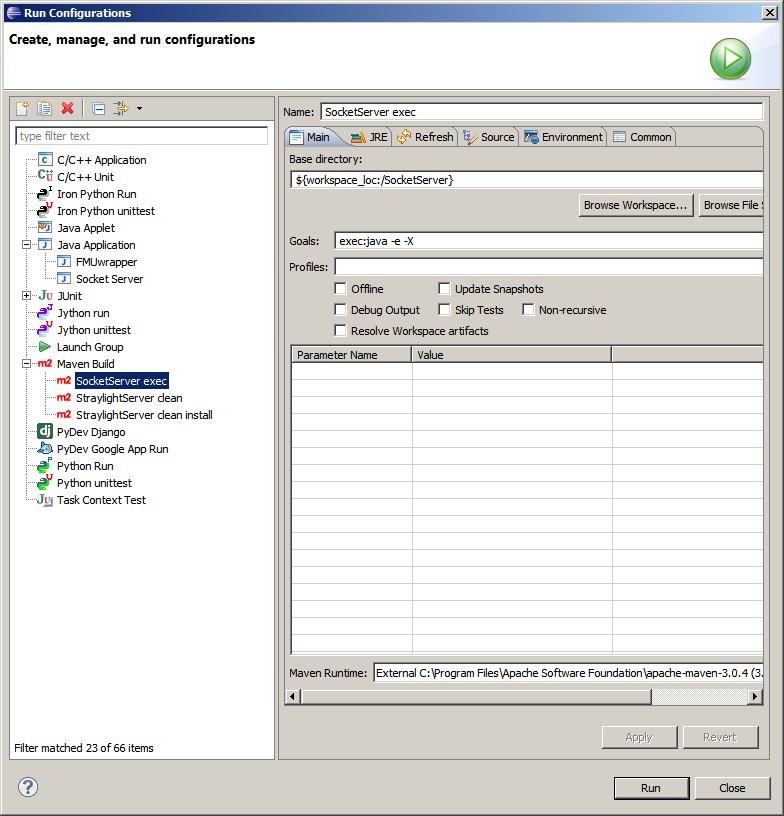 Run Configurations
Create, manage, and run configurations
type filter text
C/C++ Application
C/C++ Unit
Iron Python Run
Iron Python unittest
Java Applet
Java Application
FMUwrapper
Socket Server
JUnit
Jython run
Jython unittest
Launch Group
m2 Maven Build
m2 SocketServer exec
m2 StraylightServer clean
m2 StraylightServer clean install
dj PyDev Django
PyDev Google App Run
Python Run
Python unittest
Task Context Test
Filter matched 23 of 66 items
Name: SocketServer exec
Main JRE Refresh Source Environment Common
Base directory:
${workspace_loc:/SocketServer}
Browse Workspace... Browse File S
Goals: exec:java -e -X
Profiles:
Offline Update Snapshots
Debug Output Skip Tests Non-recursive
Resolve Workspace artifacts
Parameter Name Value
Maven Runtime: External C:\Program Files\Apache Software Foundation\apache-maven-3.0.4 (3.
Apply Revert
? Run Close